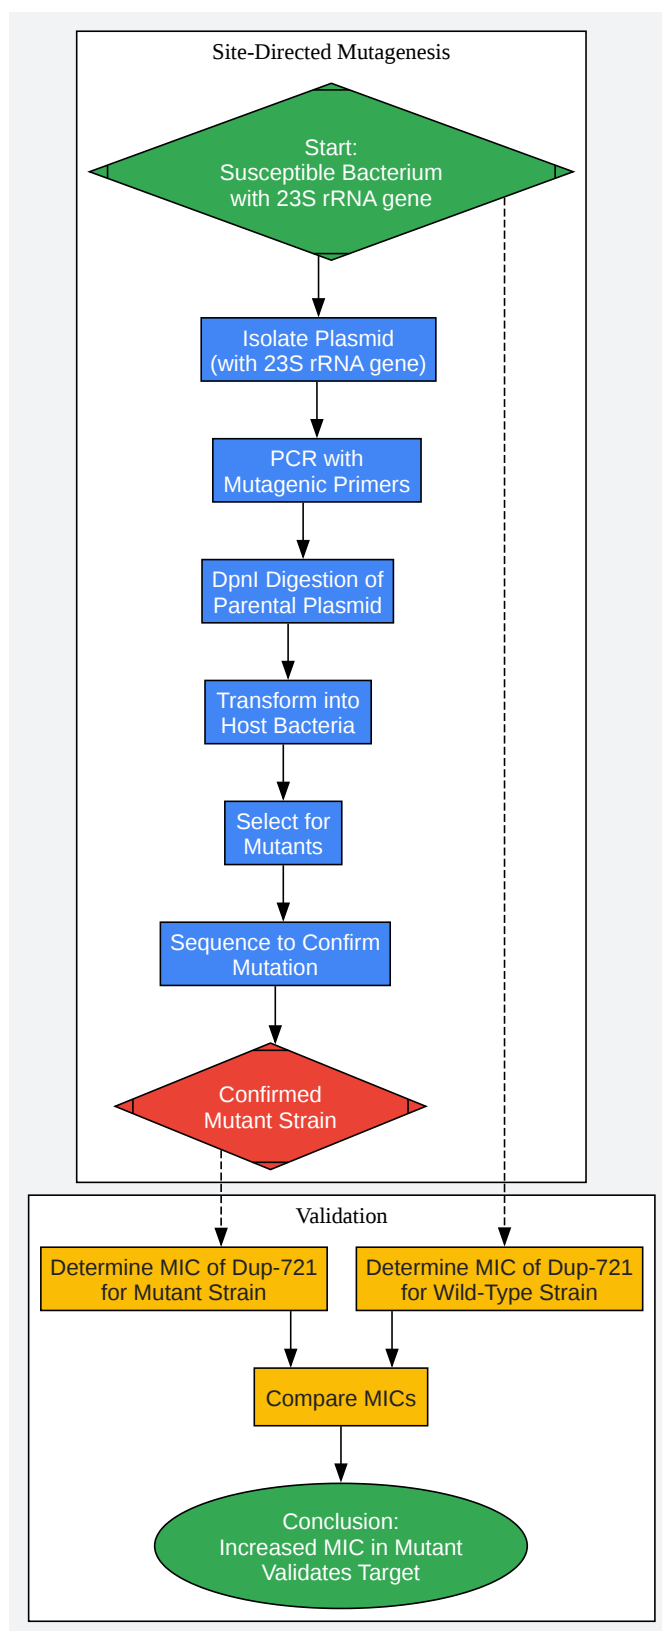 Site-Directed Mutagenesis
Start:
Susceptible Bacterium
with 23S rRNA gene
Isolate Plasmid
(with 23S rRNA gene)
PCR with
Mutagenic Primers
DpnI Digestion of
Parental Plasmid
Transform into
Host Bacteria
Select for
Mutants
Sequence to Confirm
Mutation
Confirmed
Mutant Strain
Validation
Determine MIC of Dup-721
for Mutant Strain
Determine MIC of Dup-721
for Wild-Type Strain
Compare MICs
Conclusion:
Increased MIC in Mutant
Validates Target